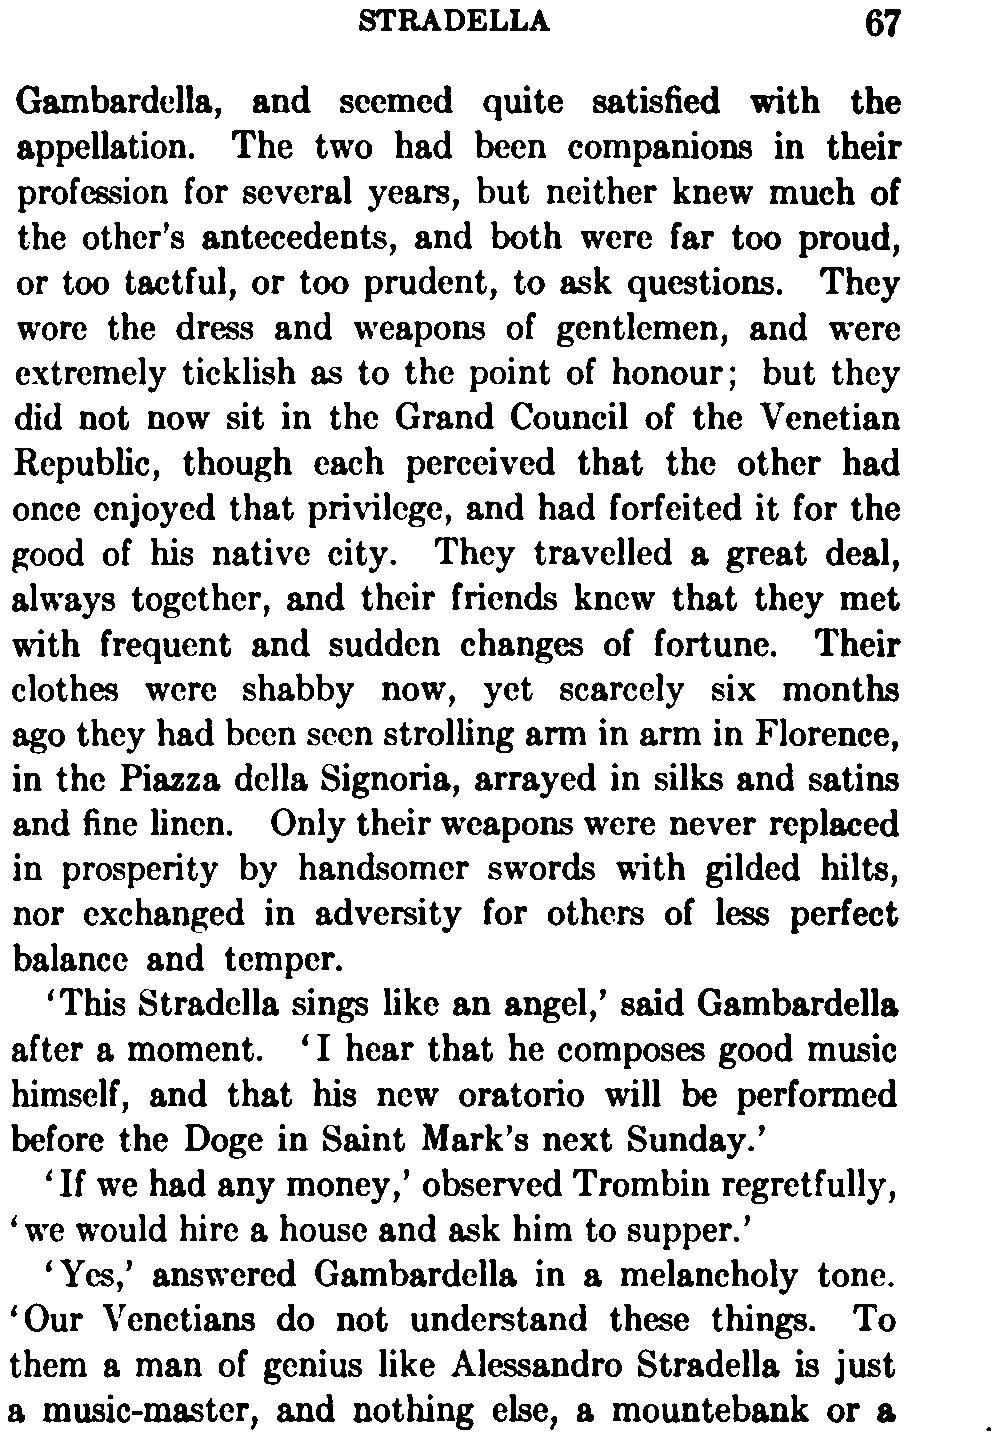 STRADELLA 67
Gambardella, and seemed quite satisfied with the
appellation. The two had been companions in their
profession for several years, but neither knew much of
the other's antecedents, and both were far too proud,
or too tactful, or too prudent, to ask questions. They
wore the dress and weapons of gentlemen, and were
extremely ticklish as to the point of honour; but they
did not now sit in the Grand Council of the Venetian
Republic, though each perceived that the other had
once enjoyed that privilege, and had forfeited it for the
good of his native city. They travelled a great deal,
always together, and their friends knew that they met
with frequent and sudden changes of fortune. Their
clothes were shabby now, yet scarcely six months
ago they had been seen strolling arm in arm in Florence,
in the Piazza della Signoria, arrayed in silks and satins
and fine linen. Only their weapons were never replaced
in prosperity by handsomer swords with gilded hilts,
nor exchanged in adversity for others of less perfect
balance and temper.
'This Stradella sings like an angel,' said Gambardella
after a moment. 'I hear that he composes good music
himself, and that his new oratorio will be performed
before the Doge in Saint Mark's next Sunday.'
'If we had any money,' observed Trombin regretfully,
'we would hire a house and ask him to supper.'
'Yes,' answered Gambardella in a melancholy tone.
'Our Venetians do not understand these things. To
them a man of genius like Alessandro Stradella is just
a music-master, and nothing else, a mountebank or a